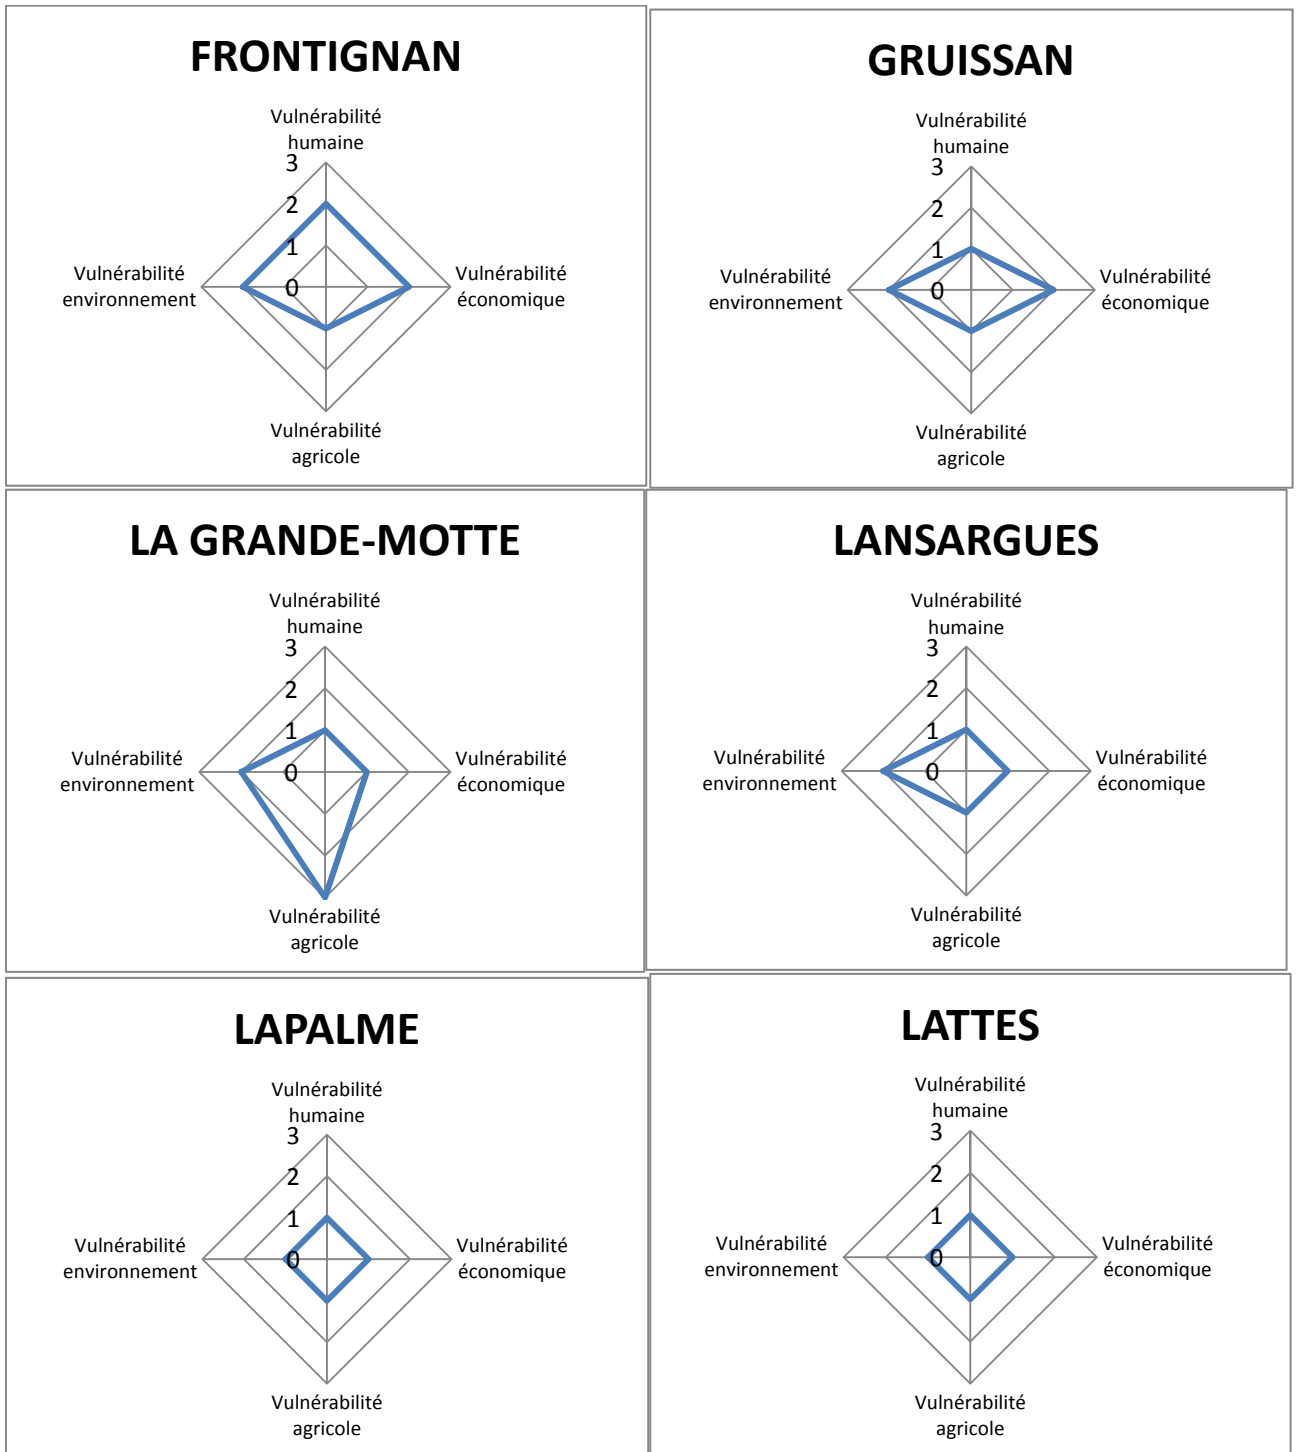 FRONTIGNAN
Vulnérabilité
humaine
3
2
1
0
Vulnérabilité
environnement
Vulnérabilité
économique
Vulnérabilité
agricole
GRUISSAN
Vulnérabilité
humaine
3
2
1
0
Vulnérabilité
environnement
Vulnérabilité
économique
Vulnérabilité
agricole
LA GRANDE-MOTTE
Vulnérabilité
humaine
3
2
1
0
Vulnérabilité
environnement
Vulnérabilité
économique
Vulnérabilité
agricole
LANSARGUES
Vulnérabilité
humaine
3
2
1
0
Vulnérabilité
environnement
Vulnérabilité
économique
Vulnérabilité
agricole
LAPALME
Vulnérabilité
humaine
3
2
1
0
Vulnérabilité
environnement
Vulnérabilité
économique
Vulnérabilité
agricole
LATTES
Vulnérabilité
humaine
3
2
1
0
Vulnérabilité
environnement
Vulnérabilité
économique
Vulnérabilité
agricole